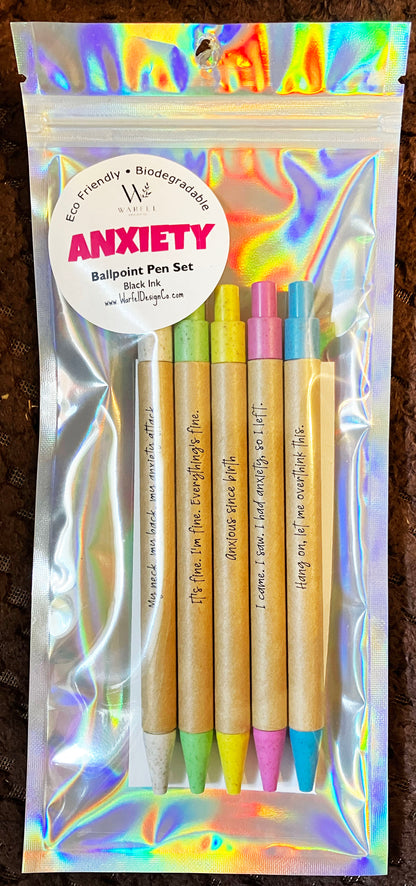 Eco Friendly • Biodegradable
W
WARFEL
ANXIETY
Ballpoint Pen Set
Black Ink
www.WarfelDesignCo.com
My neck, my back, my anxiety attack
It's fine. I'm fine. Everything's fine.
Anxious since birth
I came. I saw. I had anxiety, so I left.
Hang on, let me overthink this.